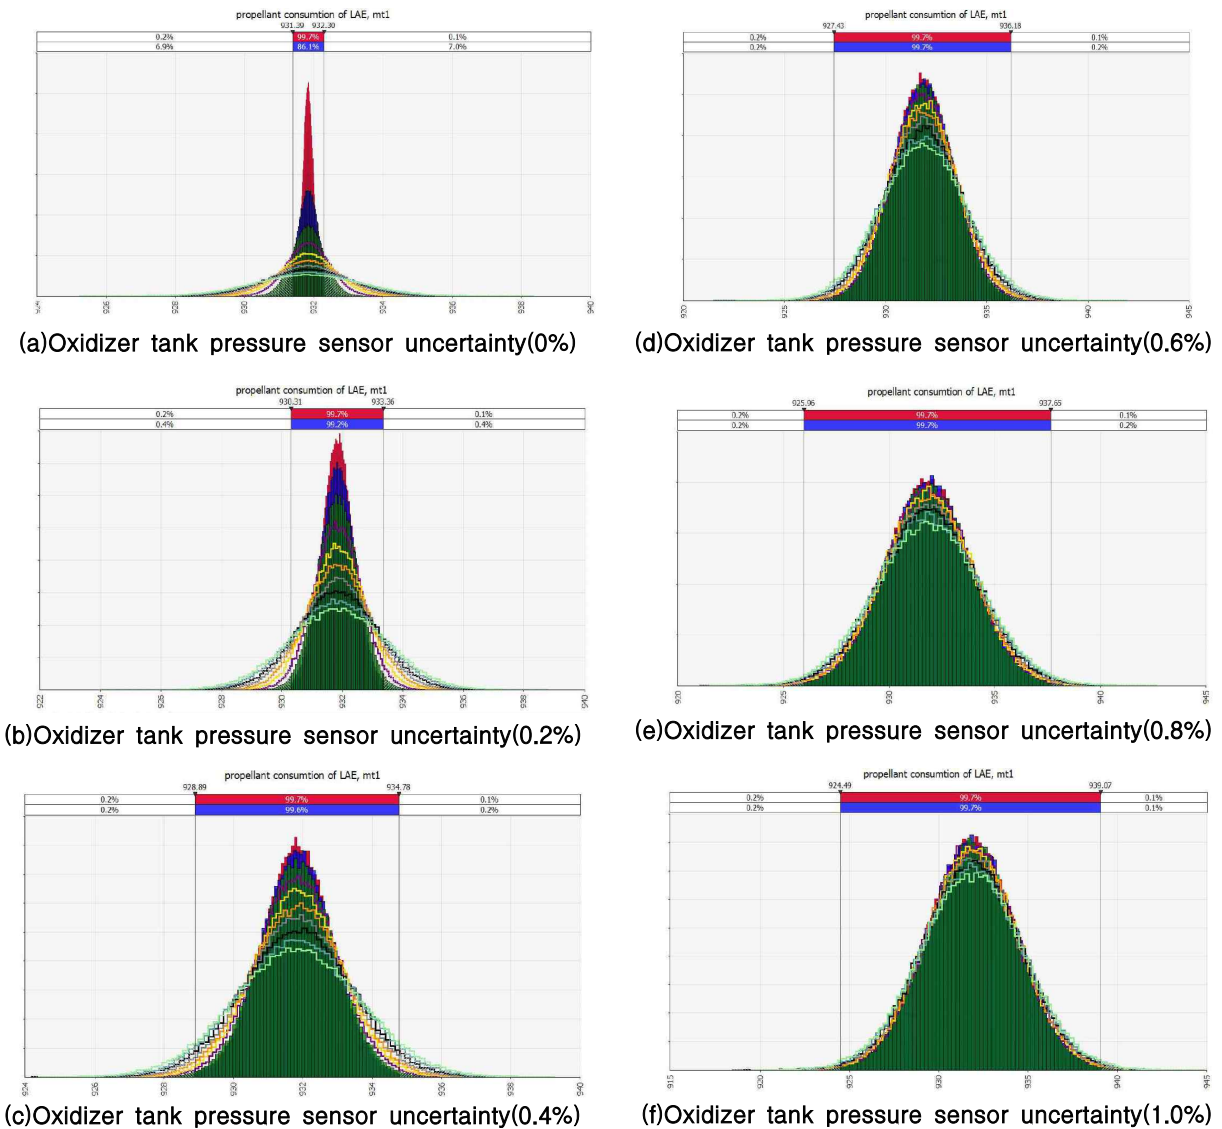 propellant consumtion of LAE, mt1
931.39 932.30
0.2% 99.7% 0.1%
6.9% 86.1% 7.0%
928 930 932 934 936 938 940
(a)Oxidizer tank pressure sensor uncertainty(0%)
propellant consumtion of LAE, mt1
930.31 933.36
0.2% 99.7% 0.1%
0.4% 99.2% 0.4%
922 924 926 928 930 932 934 936 938 940
(b)Oxidizer tank pressure sensor uncertainty(0.2%)
propellant consumtion of LAE, mt1
928.89 934.78
0.2% 99.7% 0.1%
0.2% 99.6% 0.2%
924 926 928 930 932 934 936 938 940
(c)Oxidizer tank pressure sensor uncertainty(0.4%)
propellant consumtion of LAE, mt1
927.43 936.18
0.2% 99.7% 0.1%
0.2% 99.7% 0.2%
920 925 930 935 940 945
(d)Oxidizer tank pressure sensor uncertainty(0.6%)
propellant consumtion of LAE, mt1
925.96 937.65
0.2% 99.7% 0.1%
0.2% 99.7% 0.2%
920 925 930 935 940 945
(e)Oxidizer tank pressure sensor uncertainty(0.8%)
propellant consumtion of LAE, mt1
924.49 939.07
0.2% 99.7% 0.1%
0.2% 99.7% 0.1%
915 920 925 930 935 940 945
(f)Oxidizer tank pressure sensor uncertainty(1.0%)